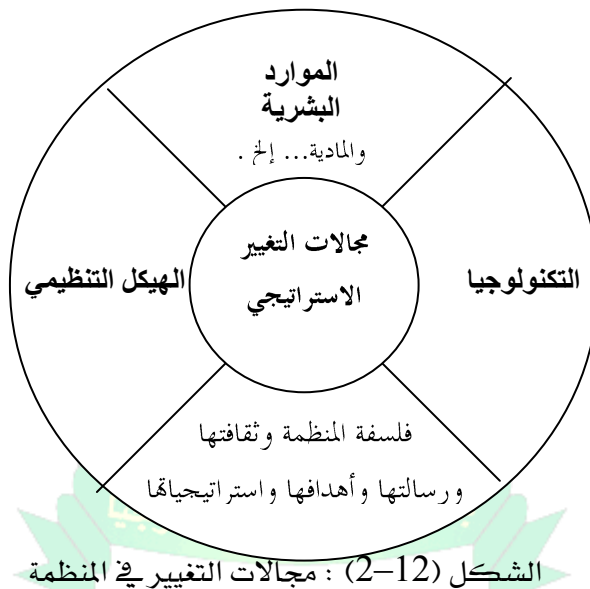 الموارد
البشرية
والمادية... إلخ .
مجالات التغيير
الاستراتيجي
التكنولوجيا
الهيكل التنظيمي
فلسفة المنظمة وثقافتها
ورسالتها وأهدافها واستراتيجياتها
الشكل (12–2) : مجالات التغيير في المنظمة